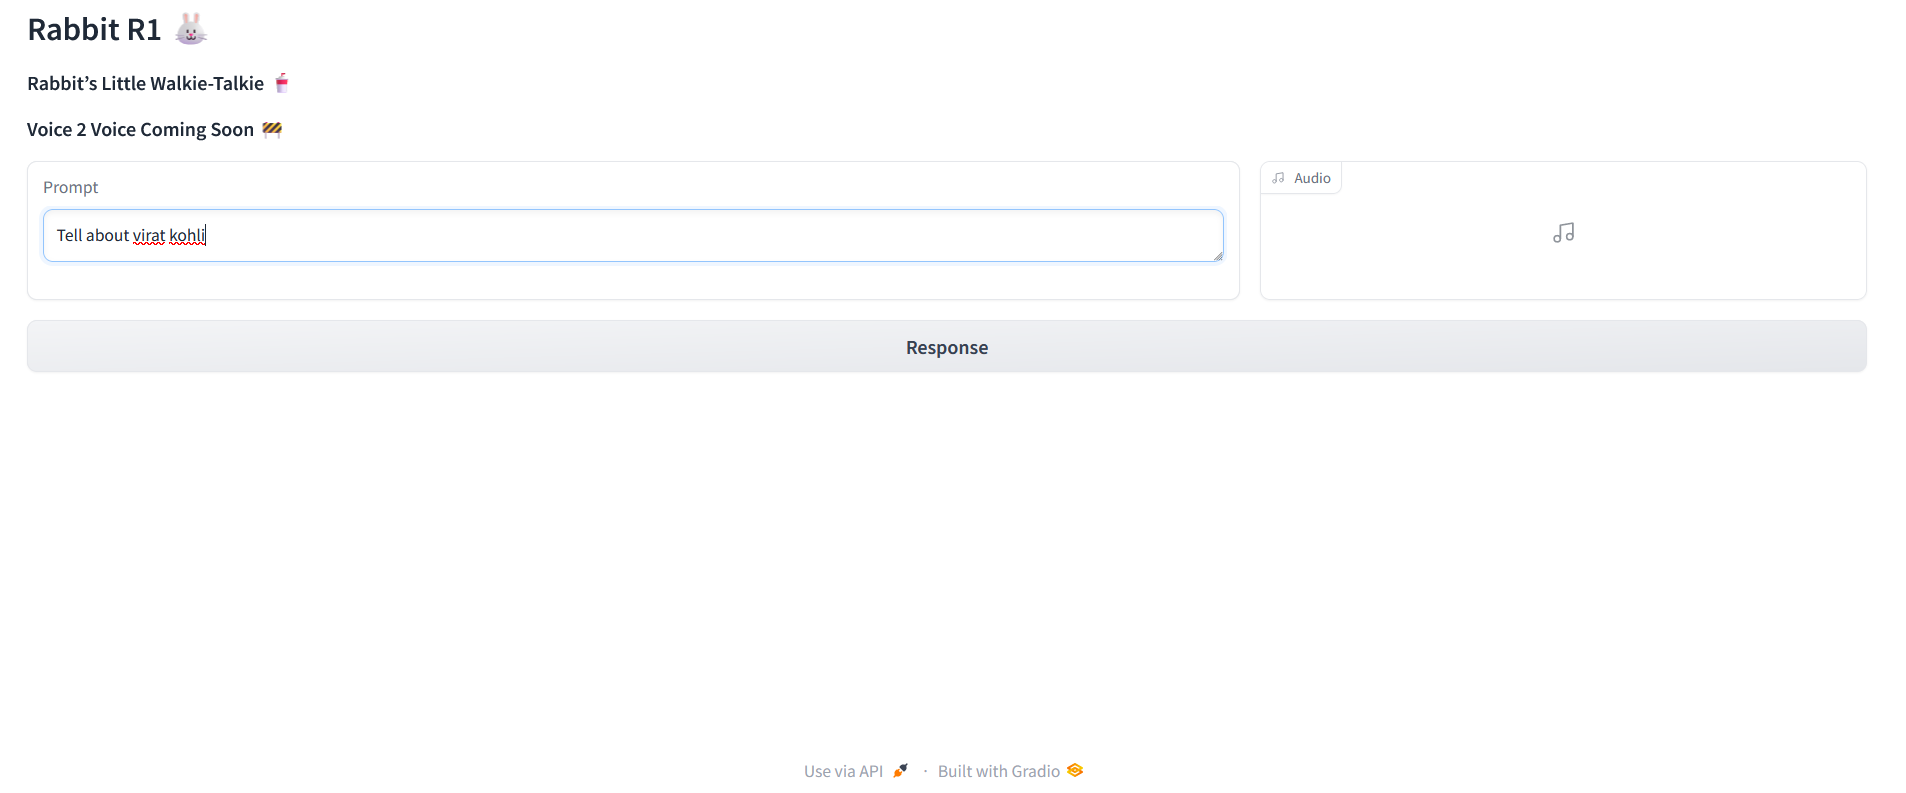 Rabbit R1 🐰
Rabbit’s Little Walkie-Talkie 🥤
Voice 2 Voice Coming Soon 🚧
Prompt
Tell about virat kohli
Audio
Response
Use via API 🚀 · Built with Gradio